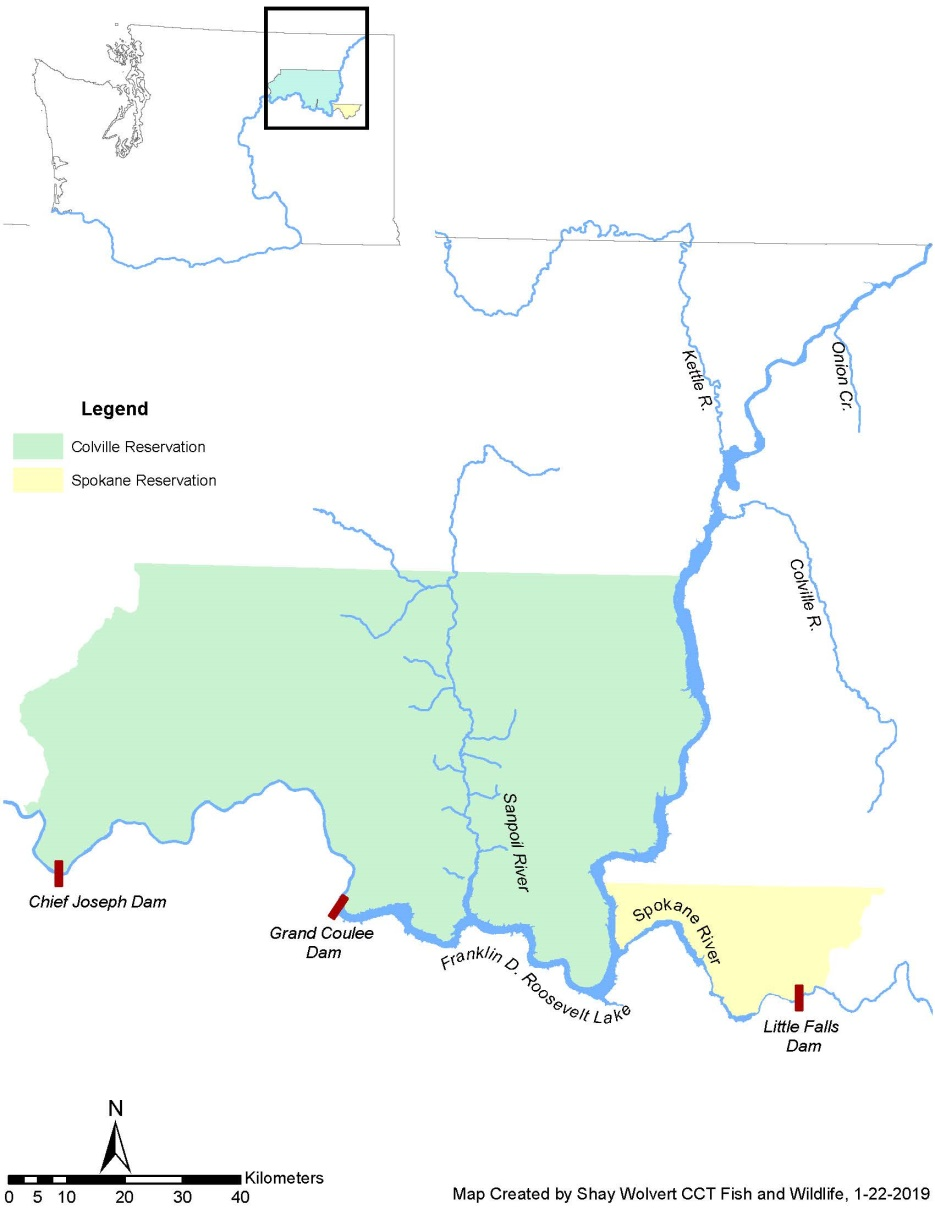 Kettle R.
Onion Cr.
Legend
Colville Reservation
Spokane Reservation
Colville R.
Sanpoil River
Chief Joseph Dam
Grand Coulee
Dam
Franklin D. Roosevelt Lake
Spokane River
Little Falls
Dam
N
Kilometers
0 5 10 20 30 40
Map Created by Shay Wolvert CCT Fish and Wildlife, 1-22-2019